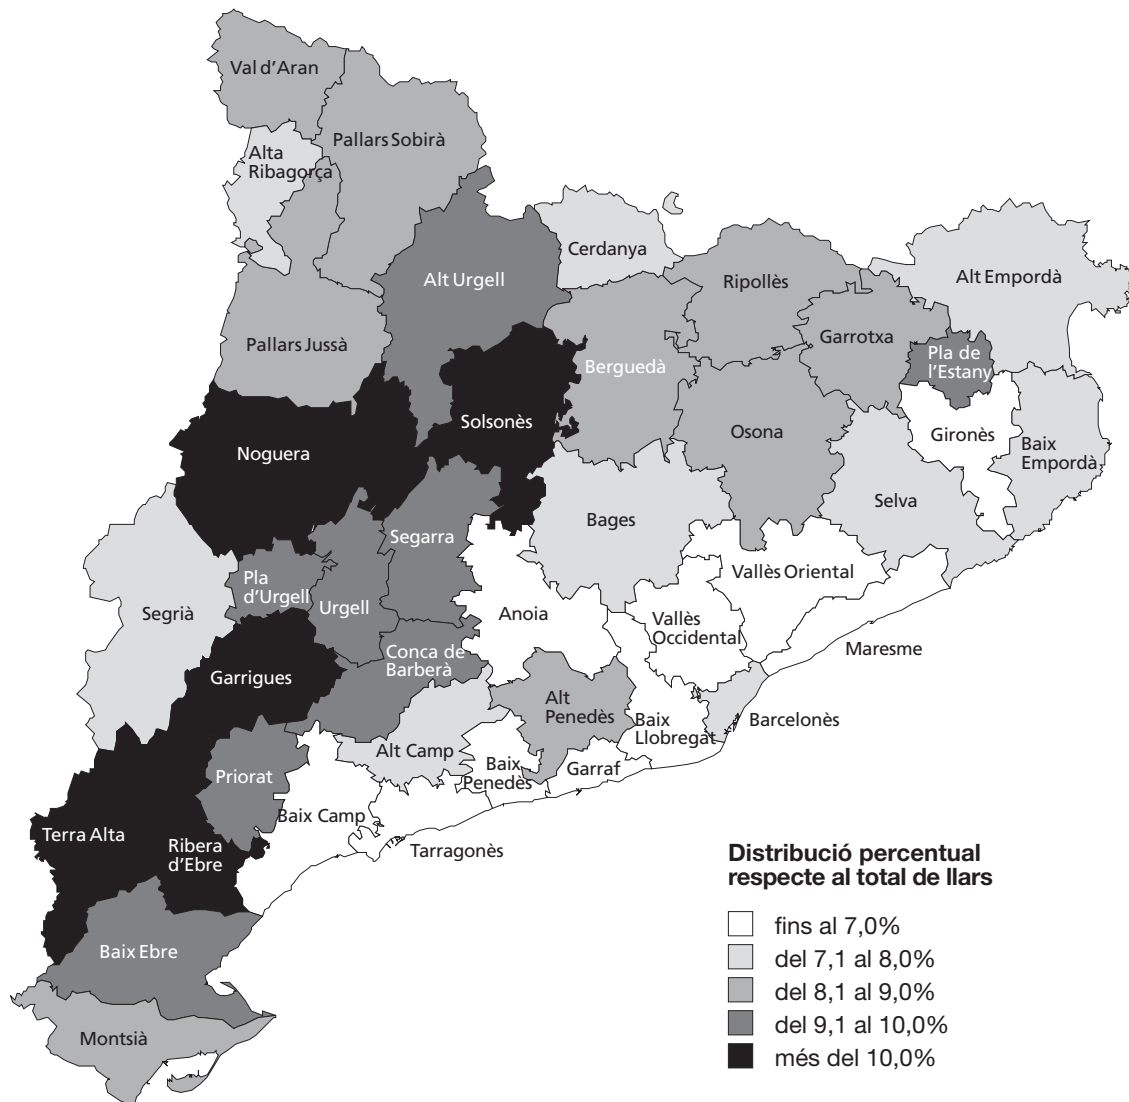 Val d'Aran
Pallars Sobirà
Alta
Ribagorça
Cerdanya
Alt Urgell
Ripollès
Alt Empordà
Pallars Jussà
Garrotxa
Berguedà
Pla de
l'Estany
Solsonès
Osona
Gironès
Noguera
Baix
Empordà
Selva
Bages
Segarra
Vallès Oriental
Pla
d'Urgell
Urgell
Segrià
Anoia
Vallès
Occidental
Maresme
Conca de
Barberà
Garrigues
Alt
Penedès
Barcelonès
Baix
Llobregat
Alt Camp
Baix
Penedès
Garraf
Priorat
Baix Camp
Terra Alta
Ribera
d'Ebre
Tarragonès
Baix Ebre
Montsià
Distribució percentual
respecte al total de llars
fins al 7,0%
del 7,1 al 8,0%
del 8,1 al 9,0%
del 9,1 al 10,0%
més del 10,0%